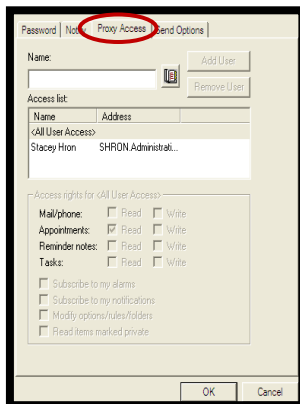 Password Notify Proxy Access Send Options
Name:
Add User
Remove User
Access list:
Name Address
<All User Access>
Stacey Hron SHRON.Administrati...
Access rights for <All User Access>
Mail/phone: Read Write
Appointments: Read Write
Reminder notes: Read Write
Tasks: Read Write
Subscribe to my alarms
Subscribe to my notifications
Modify options/rules/folders
Read items marked private
OK Cancel